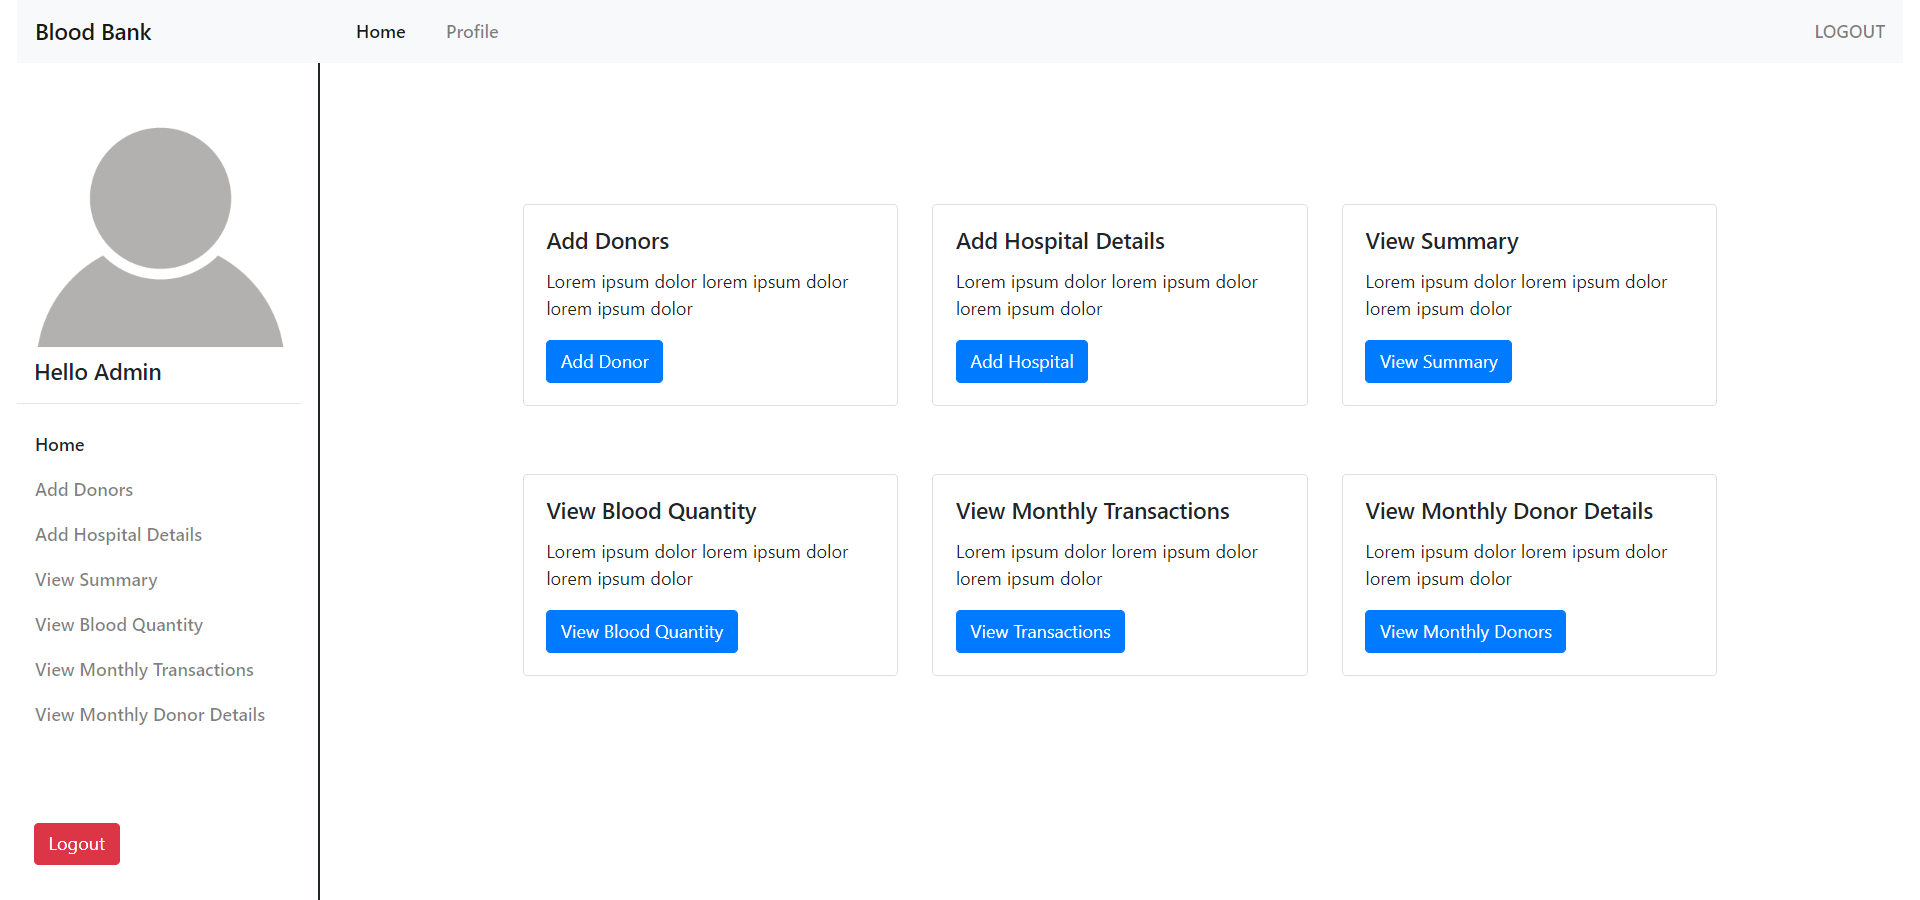 Blood Bank
Home
Profile
LOGOUT
Hello Admin
Home
Add Donors
Add Hospital Details
View Summary
View Blood Quantity
View Monthly Transactions
View Monthly Donor Details
Logout
Add Donors
Lorem ipsum dolor lorem ipsum dolor
lorem ipsum dolor
Add Donor
Add Hospital Details
Lorem ipsum dolor lorem ipsum dolor
lorem ipsum dolor
Add Hospital
View Summary
Lorem ipsum dolor lorem ipsum dolor
lorem ipsum dolor
View Summary
View Blood Quantity
Lorem ipsum dolor lorem ipsum dolor
lorem ipsum dolor
View Blood Quantity
View Monthly Transactions
Lorem ipsum dolor lorem ipsum dolor
lorem ipsum dolor
View Transactions
View Monthly Donor Details
Lorem ipsum dolor lorem ipsum dolor
lorem ipsum dolor
View Monthly Donors